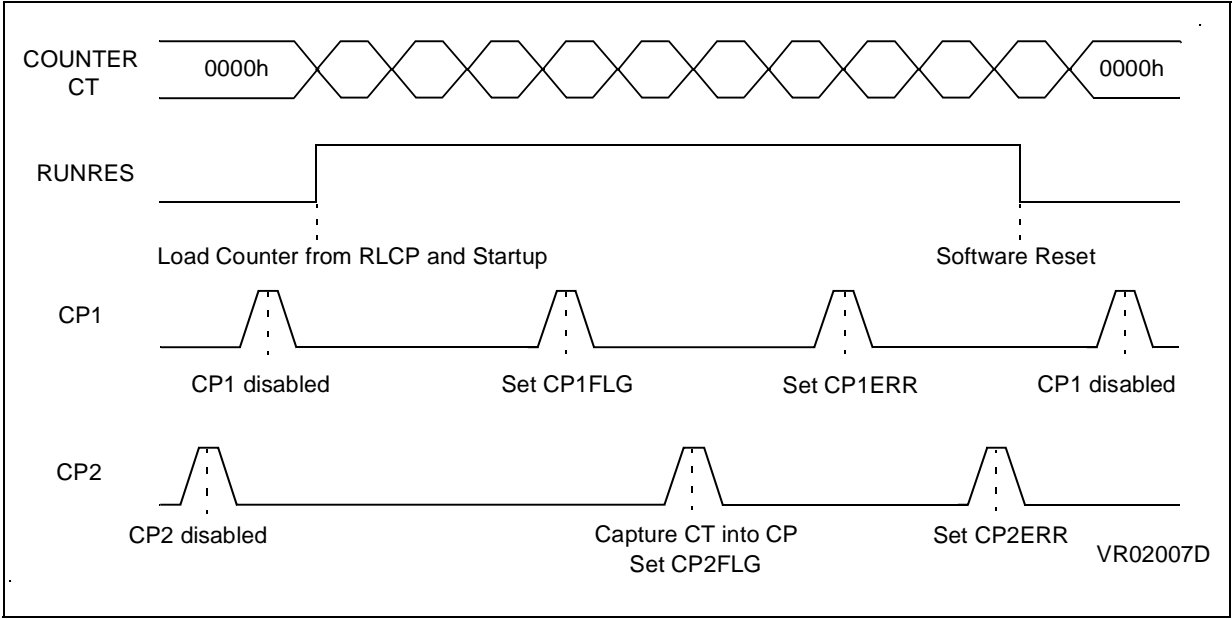 COUNTER
CT
0000h
0000h
RUNRES
Load Counter from RLCP and Startup
Software Reset
CP1
CP1 disabled
Set CP1FLG
Set CP1ERR
CP1 disabled
CP2
CP2 disabled
Capture CT into CP
Set CP2FLG
Set CP2ERR
VR02007D